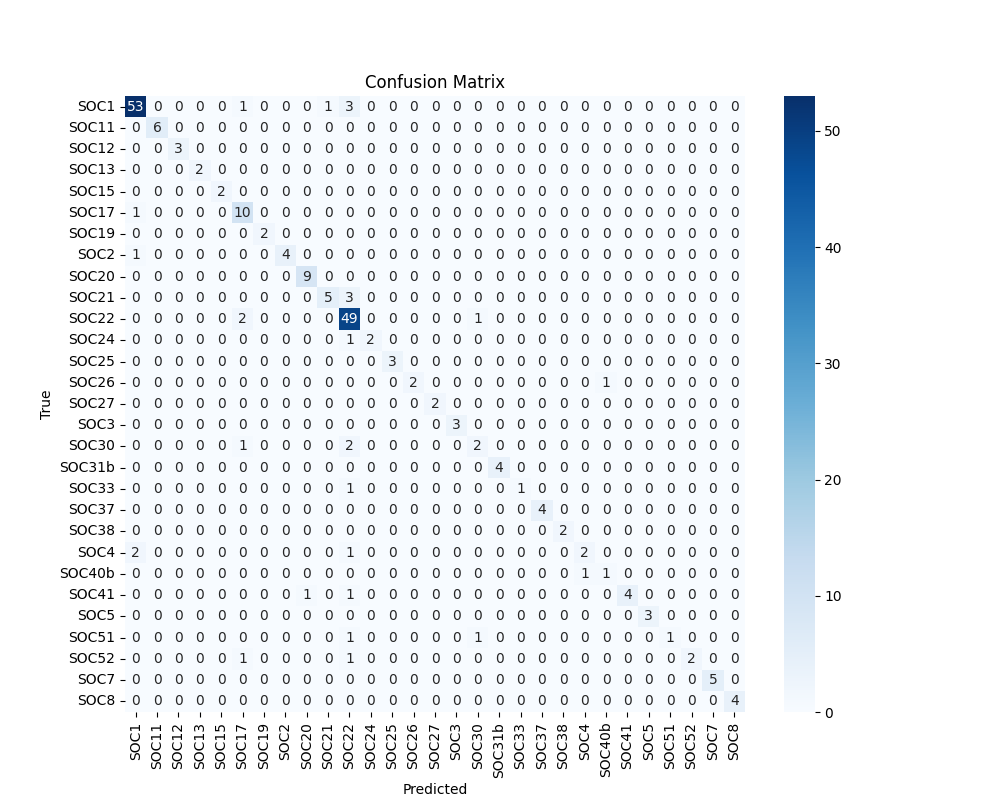 Confusion Matrix
SOC1 53 0 0 0 0 1 0 0 0 1 3 0 0 0 0 0 0 0 0 0 0 0 0 0 0 0 0 0 0
SOC11 0 6 0 0 0 0 0 0 0 0 0 0 0 0 0 0 0 0 0 0 0 0 0 0 0 0 0 0 0
SOC12 0 0 3 0 0 0 0 0 0 0 0 0 0 0 0 0 0 0 0 0 0 0 0 0 0 0 0 0 0
SOC13 0 0 0 2 0 0 0 0 0 0 0 0 0 0 0 0 0 0 0 0 0 0 0 0 0 0 0 0 0
SOC15 0 0 0 0 2 0 0 0 0 0 0 0 0 0 0 0 0 0 0 0 0 0 0 0 0 0 0 0 0
SOC17 1 0 0 0 0 10 0 0 0 0 0 0 0 0 0 0 0 0 0 0 0 0 0 0 0 0 0 0 0
SOC19 0 0 0 0 0 0 2 0 0 0 0 0 0 0 0 0 0 0 0 0 0 0 0 0 0 0 0 0 0
SOC2 1 0 0 0 0 0 0 4 0 0 0 0 0 0 0 0 0 0 0 0 0 0 0 0 0 0 0 0 0
SOC20 0 0 0 0 0 0 0 0 9 0 0 0 0 0 0 0 0 0 0 0 0 0 0 0 0 0 0 0 0
SOC21 0 0 0 0 0 0 0 0 0 5 3 0 0 0 0 0 0 0 0 0 0 0 0 0 0 0 0 0 0
SOC22 0 0 0 0 0 2 0 0 0 0 49 0 0 0 0 0 1 0 0 0 0 0 0 0 0 0 0 0 0
SOC24 0 0 0 0 0 0 0 0 0 0 1 2 0 0 0 0 0 0 0 0 0 0 0 0 0 0 0 0 0
SOC25 0 0 0 0 0 0 0 0 0 0 0 0 3 0 0 0 0 0 0 0 0 0 0 0 0 0 0 0 0
SOC26 0 0 0 0 0 0 0 0 0 0 0 0 0 2 0 0 0 0 0 0 0 0 1 0 0 0 0 0 0
SOC27 0 0 0 0 0 0 0 0 0 0 0 0 0 0 2 0 0 0 0 0 0 0 0 0 0 0 0 0 0
SOC3 0 0 0 0 0 0 0 0 0 0 0 0 0 0 0 3 0 0 0 0 0 0 0 0 0 0 0 0 0
SOC30 0 0 0 0 0 1 0 0 0 0 2 0 0 0 0 0 2 0 0 0 0 0 0 0 0 0 0 0 0
SOC31b 0 0 0 0 0 0 0 0 0 0 0 0 0 0 0 0 0 4 0 0 0 0 0 0 0 0 0 0 0
SOC33 0 0 0 0 0 0 0 0 0 0 1 0 0 0 0 0 0 0 1 0 0 0 0 0 0 0 0 0 0
SOC37 0 0 0 0 0 0 0 0 0 0 0 0 0 0 0 0 0 0 0 4 0 0 0 0 0 0 0 0 0
SOC38 0 0 0 0 0 0 0 0 0 0 0 0 0 0 0 0 0 0 0 0 2 0 0 0 0 0 0 0 0
SOC4 2 0 0 0 0 0 0 0 0 0 1 0 0 0 0 0 0 0 0 0 0 2 0 0 0 0 0 0 0
SOC40b 0 0 0 0 0 0 0 0 0 0 0 0 0 0 0 0 0 0 0 0 0 1 1 0 0 0 0 0 0
SOC41 0 0 0 0 0 0 0 0 1 0 1 0 0 0 0 0 0 0 0 0 0 0 0 4 0 0 0 0 0
SOC5 0 0 0 0 0 0 0 0 0 0 0 0 0 0 0 0 0 0 0 0 0 0 0 0 3 0 0 0 0
SOC51 0 0 0 0 0 0 0 0 0 0 1 0 0 0 0 0 1 0 0 0 0 0 0 0 0 1 0 0 0
SOC52 0 0 0 0 0 1 0 0 0 0 1 0 0 0 0 0 0 0 0 0 0 0 0 0 0 0 2 0 0
SOC7 0 0 0 0 0 0 0 0 0 0 0 0 0 0 0 0 0 0 0 0 0 0 0 0 0 0 0 5 0
SOC8 0 0 0 0 0 0 0 0 0 0 0 0 0 0 0 0 0 0 0 0 0 0 0 0 0 0 0 0 4
True
SOC1 SOC11 SOC12 SOC13 SOC15 SOC17 SOC19 SOC2 SOC20 SOC21 SOC22 SOC24 SOC25 SOC26 SOC27 SOC3 SOC30 SOC31b SOC33 SOC37 SOC38 SOC4 SOC40b SOC41 SOC5 SOC51 SOC52 SOC7 SOC8
Predicted
50
40
30
20
10
0